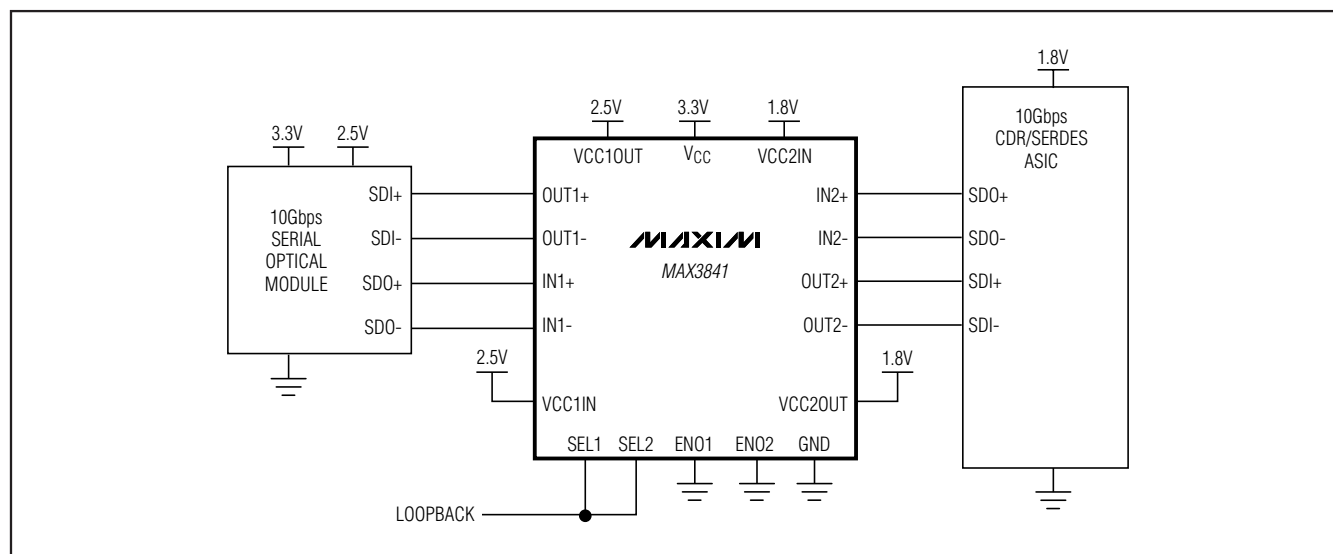 1.8V
2.5V 3.3V 1.8V
3.3V 2.5V
VCC1OUT VCC VCC2IN
10Gbps
CDR/SERDES
ASIC
10Gbps
SERIAL
OPTICAL
MODULE
SDI+
SDI-
SDO+
SDO-
OUT1+
OUT1-
IN1+
IN1-
MAXIM
MAX3841
IN2+
IN2-
OUT2+
OUT2-
SDO+
SDO-
SDI+
SDI-
2.5V
1.8V
VCC1IN
VCC2OUT
SEL1 SEL2 ENO1 ENO2 GND
LOOPBACK